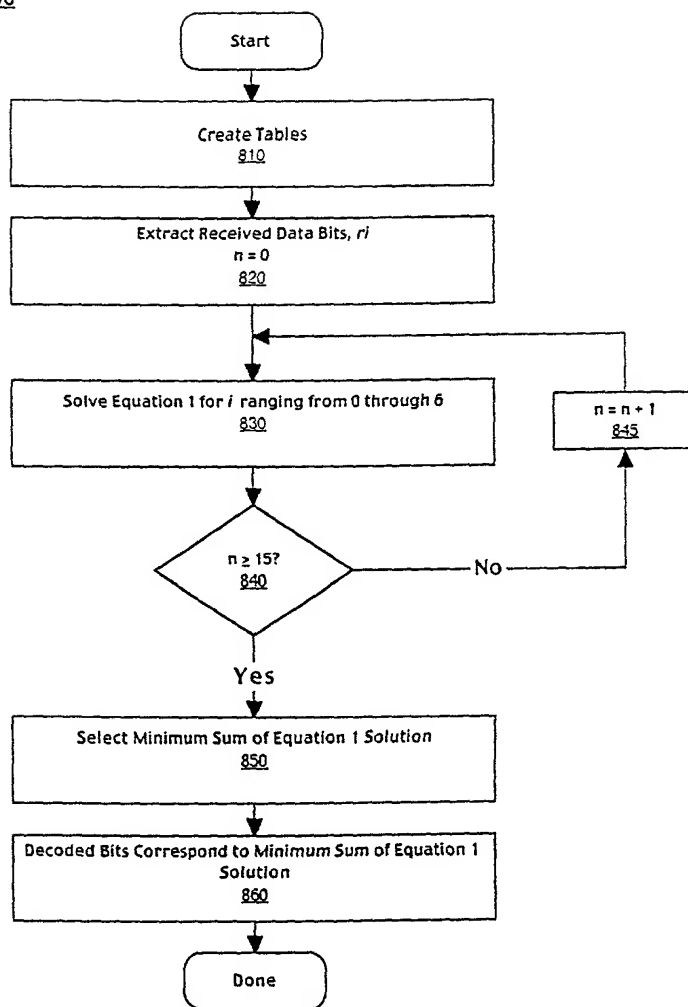 Start
Create Tables
810
Extract Received Data Bits, ri
n = 0
820
Solve Equation 1 for i ranging from 0 through 6
830
n = n + 1
845
n ≥ 15?
840
No
Yes
Select Minimum Sum of Equation 1 Solution
850
Decoded Bits Correspond to Minimum Sum of Equation 1
Solution
860
Done